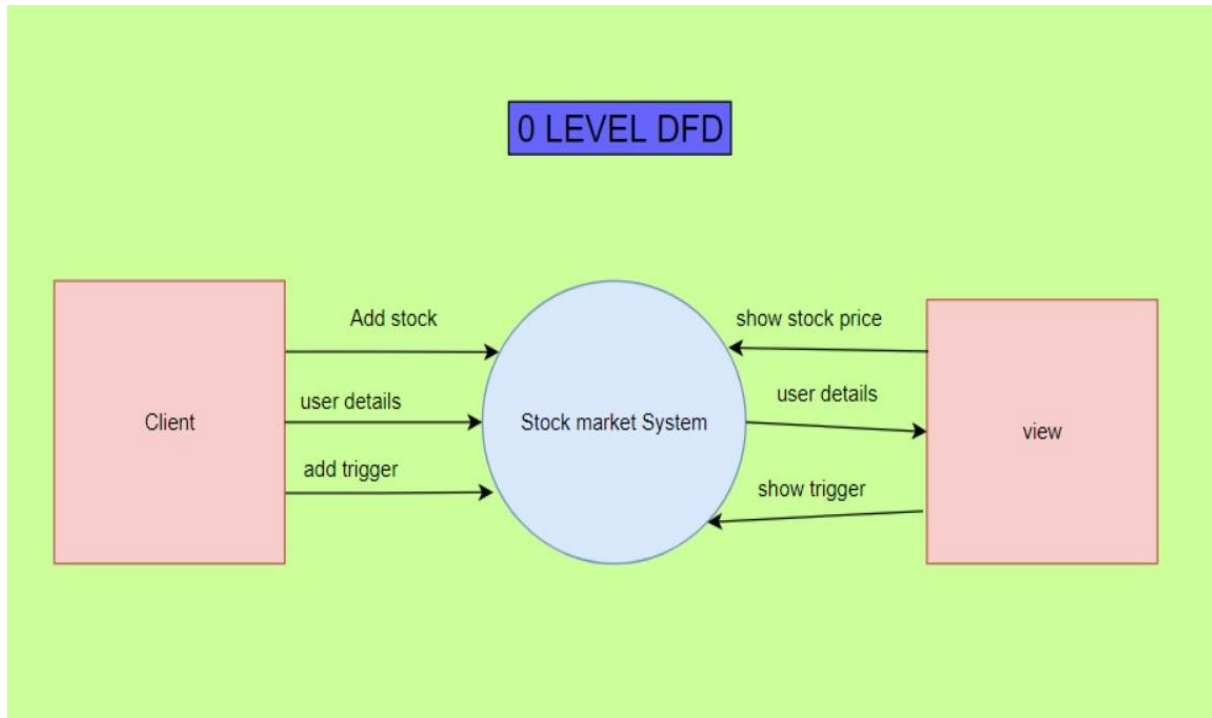 0 LEVEL DFD
Add stock
show stock price
user details
user details
Client
Stock market System
view
add trigger
show trigger